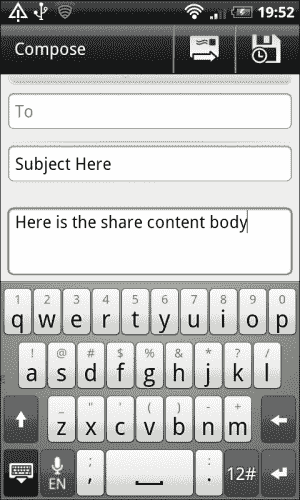 19:52
Compose
To
Subject Here
Here is the share content body
1 2 3 4 5 6 7 8 9 0
q w e r t y u i o p
! @ # $ % & * ? /
a s d f g h j k l
_ " ' ( ) - +
z x c v b n m
EN , ; . : 12#